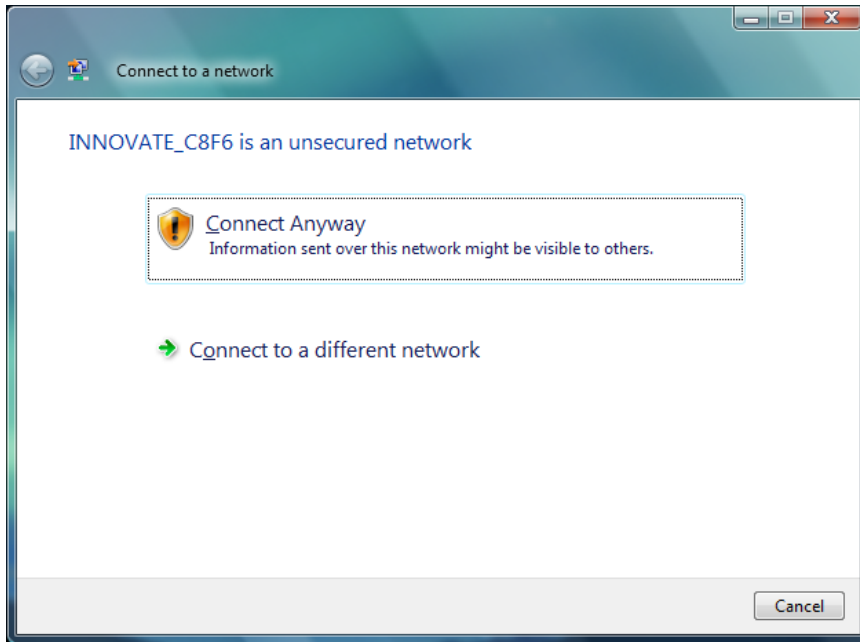 Connect to a network
INNOVATE_C8F6 is an unsecured network
Connect Anyway
Information sent over this network might be visible to others.
Connect to a different network
Cancel